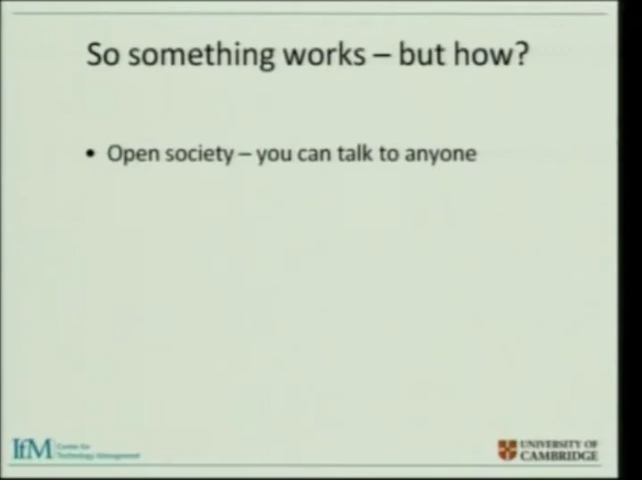 So something works – but how?
• Open society – you can talk to anyone
IfM
Centre for
Technology Management
UNIVERSITY OF
CAMBRIDGE